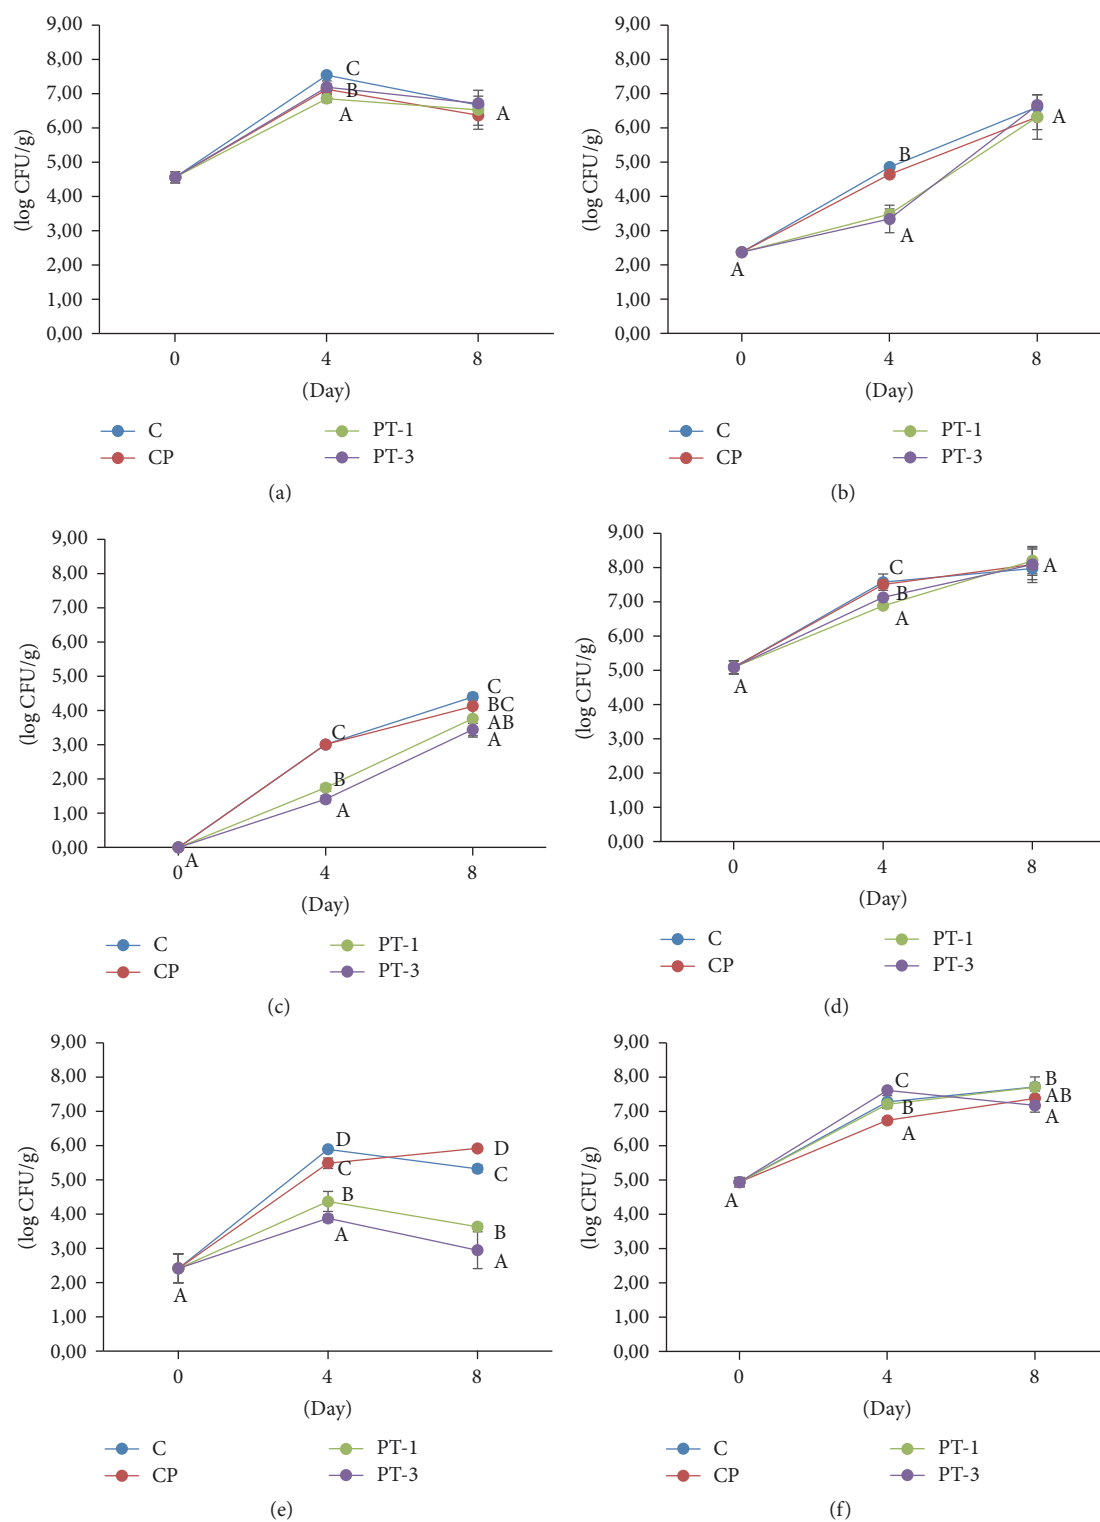 9,00
8,00
7,00
6,00
5,00
4,00
3,00
2,00
1,00
0,00
(log CFU/g)
C
B
A
A
0 4 8
(Day)
C PT-1
CP PT-3
(a)
9,00
8,00
7,00
6,00
5,00
4,00
3,00
2,00
1,00
0,00
(log CFU/g)
A
B
A
A
0 4 8
(Day)
C PT-1
CP PT-3
(b)
9,00
8,00
7,00
6,00
5,00
4,00
3,00
2,00
1,00
0,00
(log CFU/g)
A
C
B
A
C
BC
AB
A
0 4 8
(Day)
C PT-1
CP PT-3
(c)
9,00
8,00
7,00
6,00
5,00
4,00
3,00
2,00
1,00
0,00
(log CFU/g)
A
C
B
A
A
0 4 8
(Day)
C PT-1
CP PT-3
(d)
9,00
8,00
7,00
6,00
5,00
4,00
3,00
2,00
1,00
0,00
(log CFU/g)
A
D
C
B
A
D
C
B
A
0 4 8
(Day)
C PT-1
CP PT-3
(e)
9,00
8,00
7,00
6,00
5,00
4,00
3,00
2,00
1,00
0,00
(log CFU/g)
A
C
B
A
B
AB
A
0 4 8
(Day)
C PT-1
CP PT-3
(f)